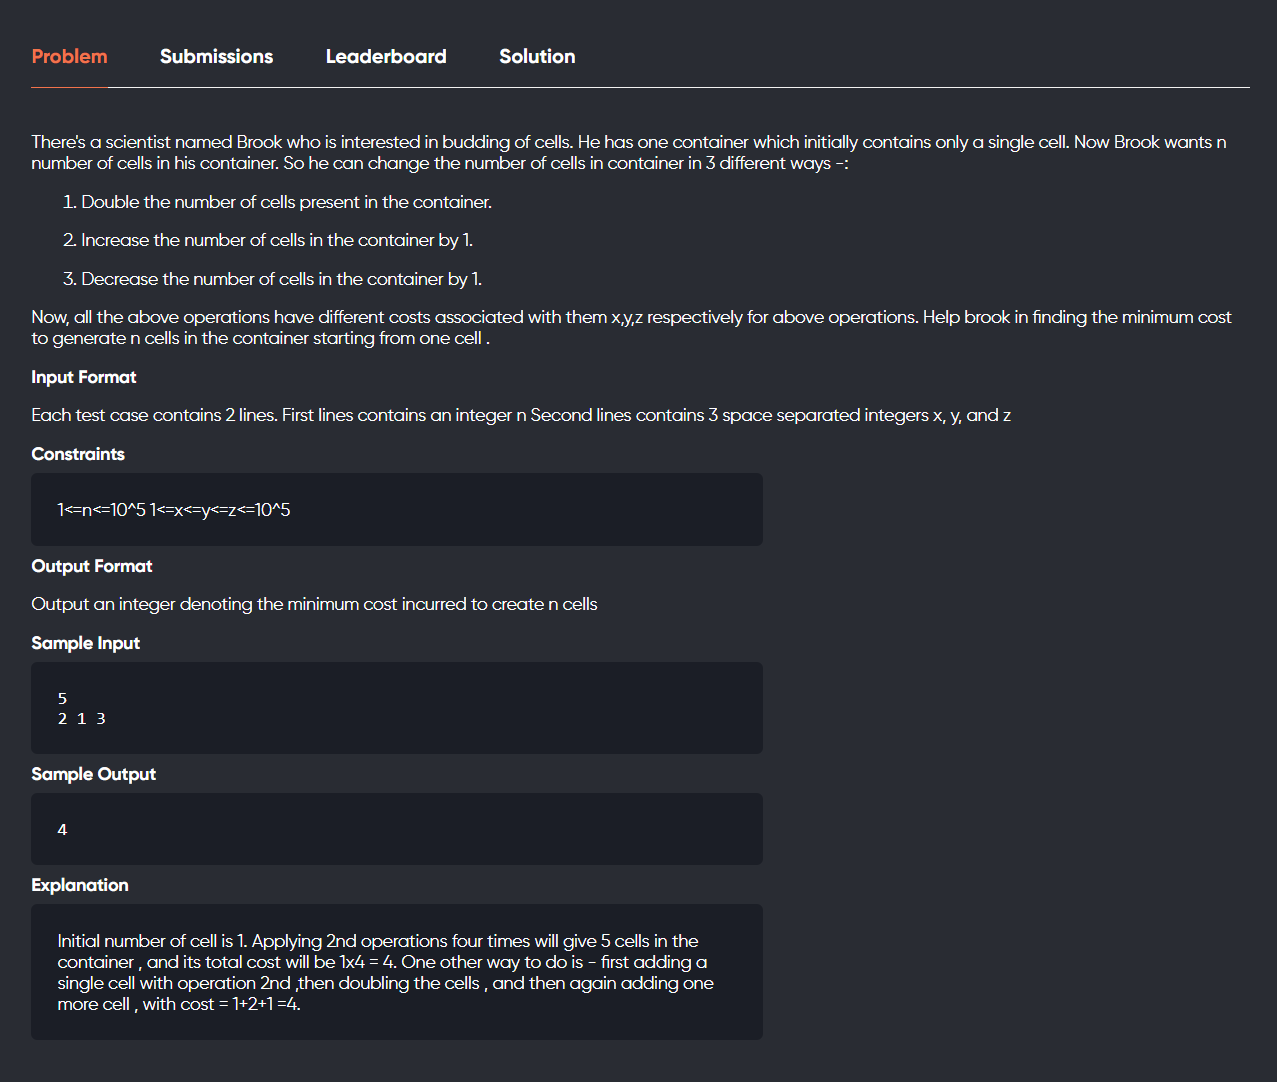 Problem Submissions Leaderboard Solution
There's a scientist named Brook who is interested in budding of cells. He has one container which initially contains only a single cell. Now Brook wants n
number of cells in his container. So he can change the number of cells in container in 3 different ways -:
1. Double the number of cells present in the container.
2. Increase the number of cells in the container by 1.
3. Decrease the number of cells in the container by 1.
Now, all the above operations have different costs associated with them x,y,z respectively for above operations. Help brook in finding the minimum cost
to generate n cells in the container starting from one cell .
Input Format
Each test case contains 2 lines. First lines contains an integer n Second lines contains 3 space separated integers x, y, and z
Constraints
1<=n<=10^5 1<=x<=y<=z<=10^5
Output Format
Output an integer denoting the minimum cost incurred to create n cells
Sample Input
5
2 1 3
Sample Output
4
Explanation
Initial number of cell is 1. Applying 2nd operations four times will give 5 cells in the
container , and its total cost will be 1x4 = 4. One other way to do is - first adding a
single cell with operation 2nd ,then doubling the cells , and then again adding one
more cell , with cost = 1+2+1 =4.